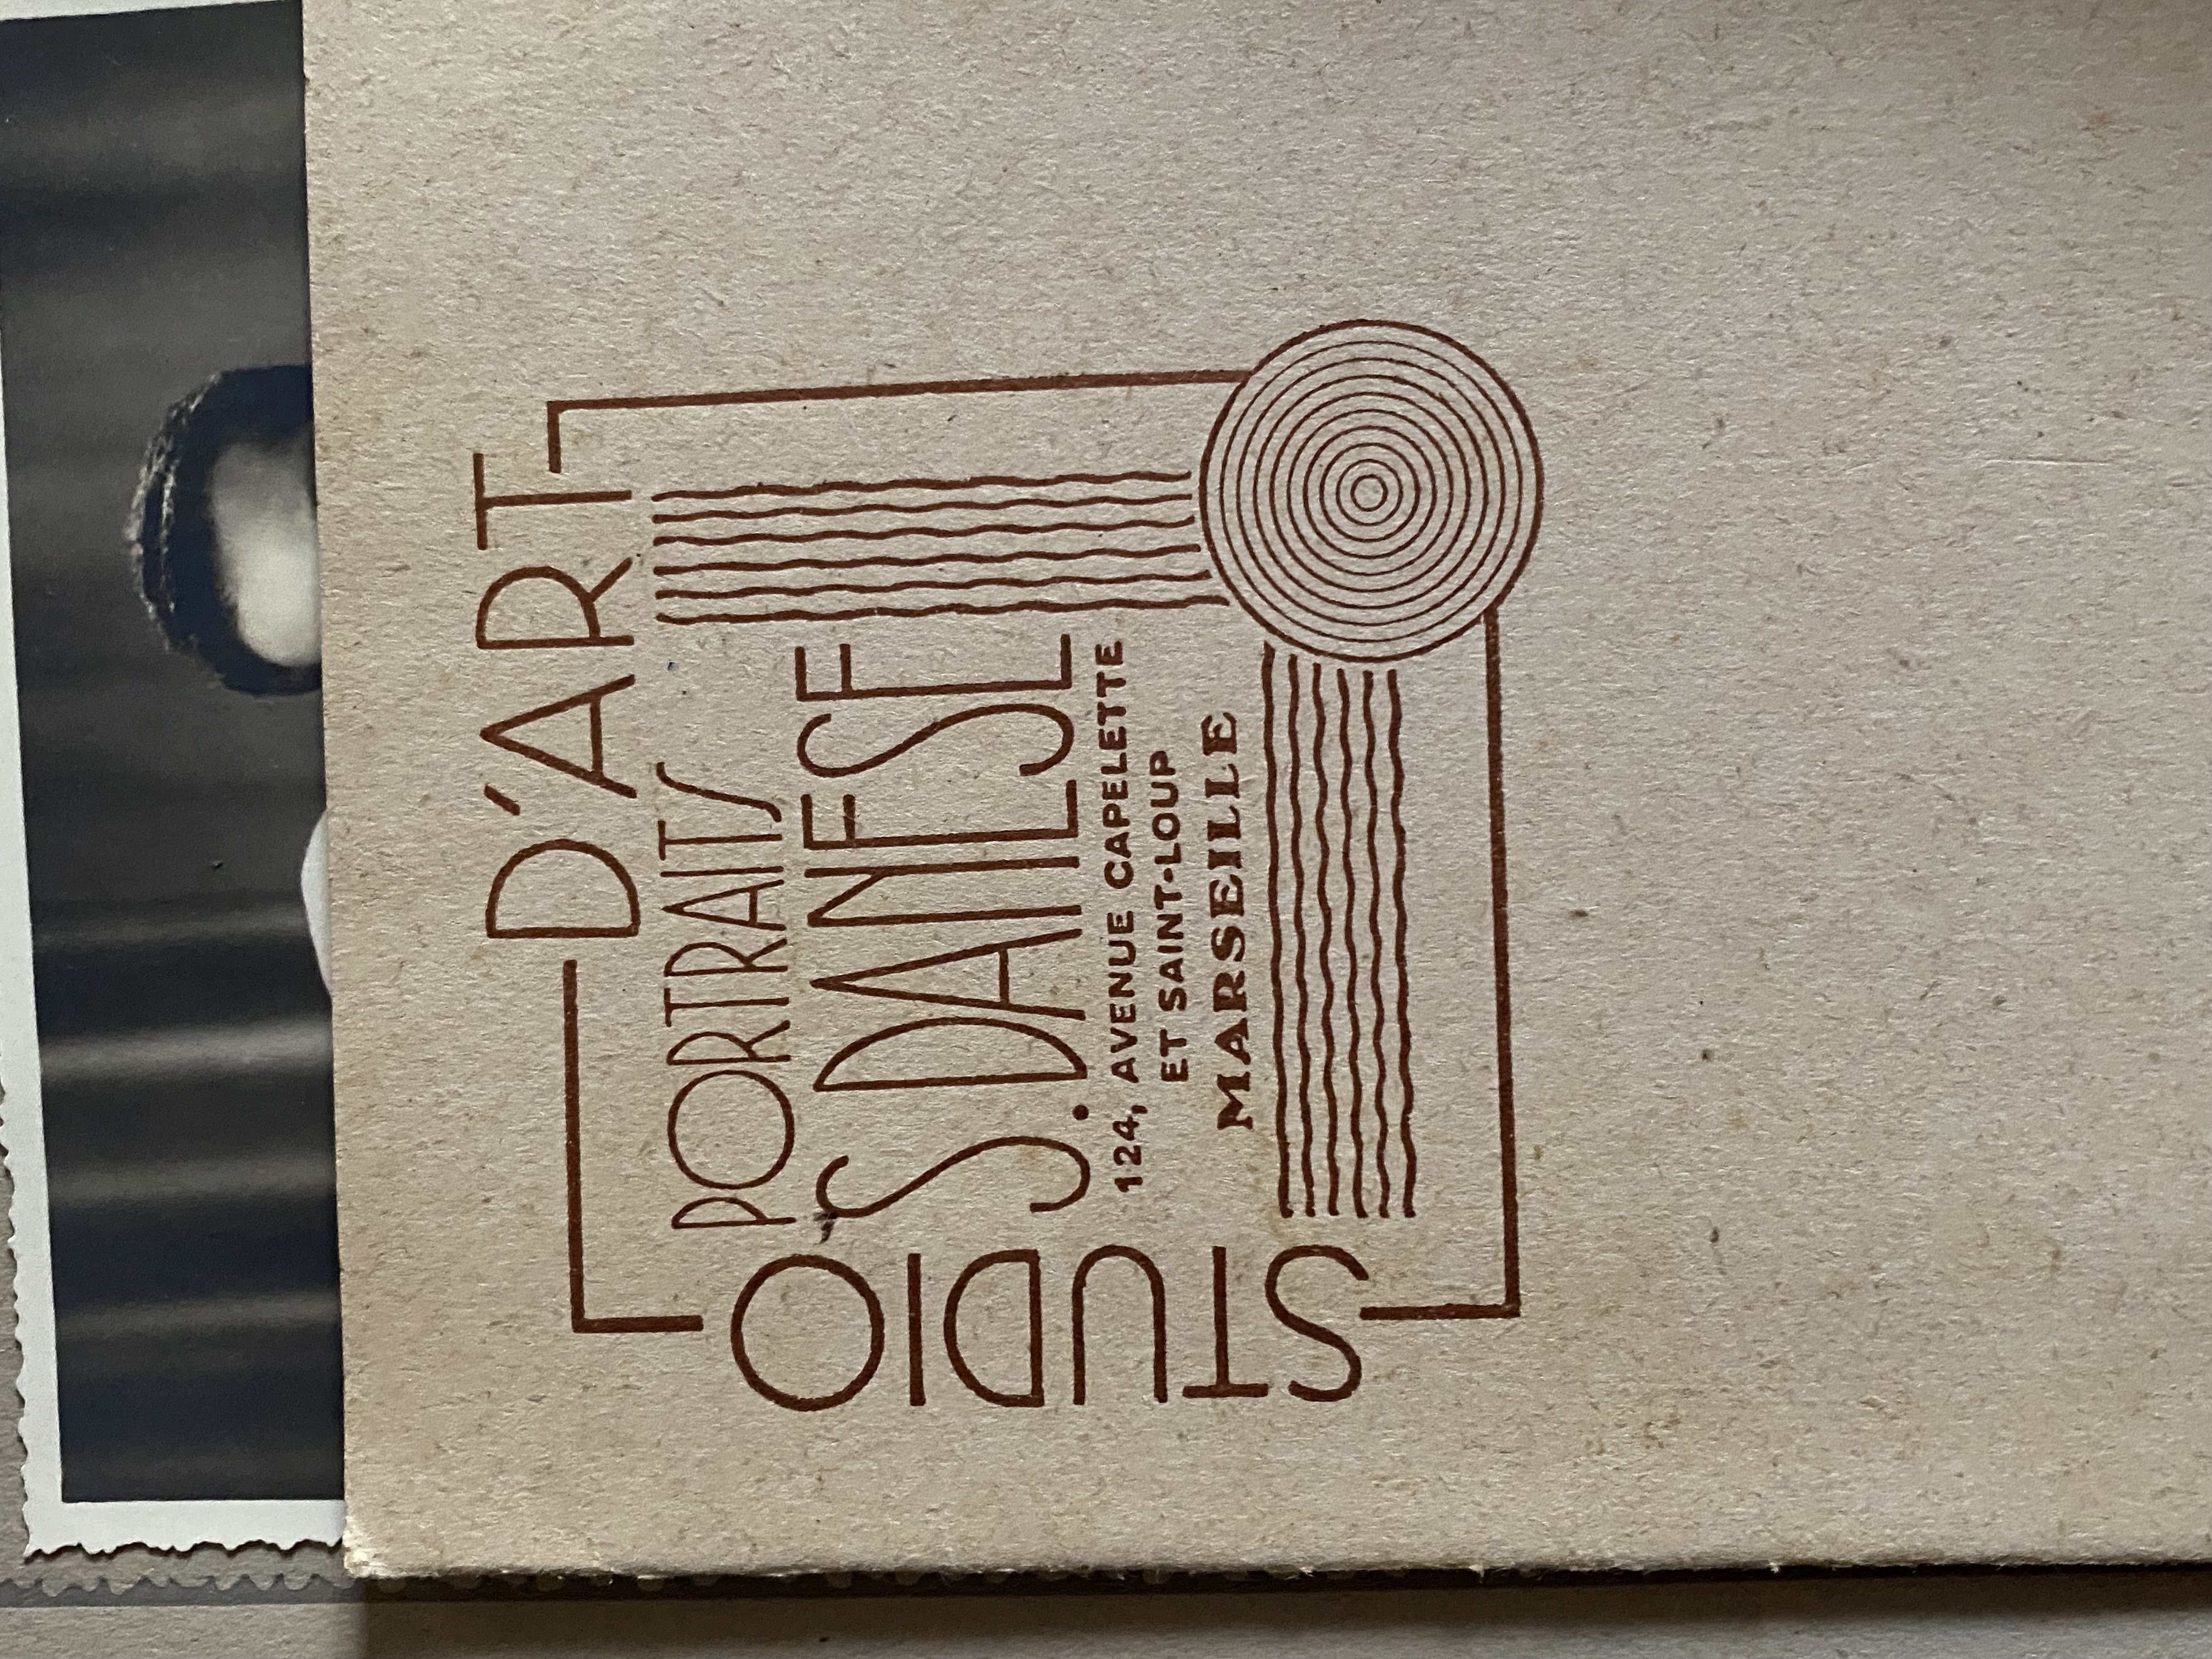 STUDIO
D'ART
PORTRAITS
S. DANESE
124, AVENUE CAPELETTE
ET SAINT-LOUP
MARSEILLE